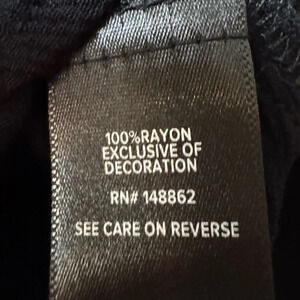 100%RAYON
EXCLUSIVE OF
DECORATION
RN# 148862
SEE CARE ON REVERSE